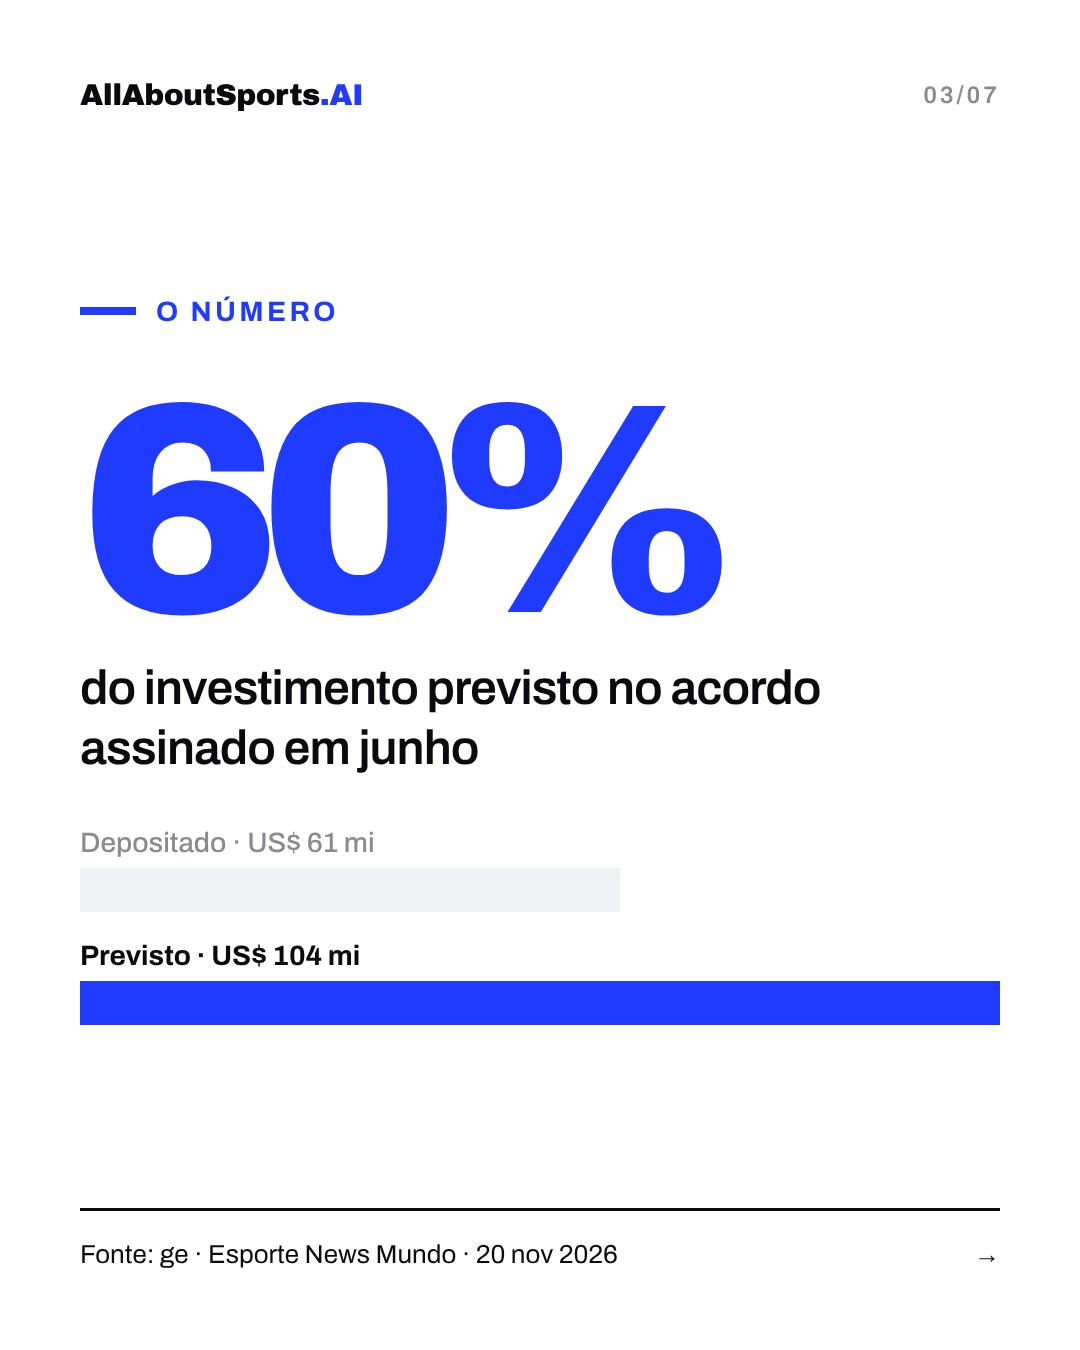 AllAboutSports.AI
03/07
O NÚMERO
60%
do investimento previsto no acordo
assinado em junho
Depositado · US$ 61 mi
Previsto · US$ 104 mi
Fonte: ge · Esporte News Mundo · 20 nov 2026
→